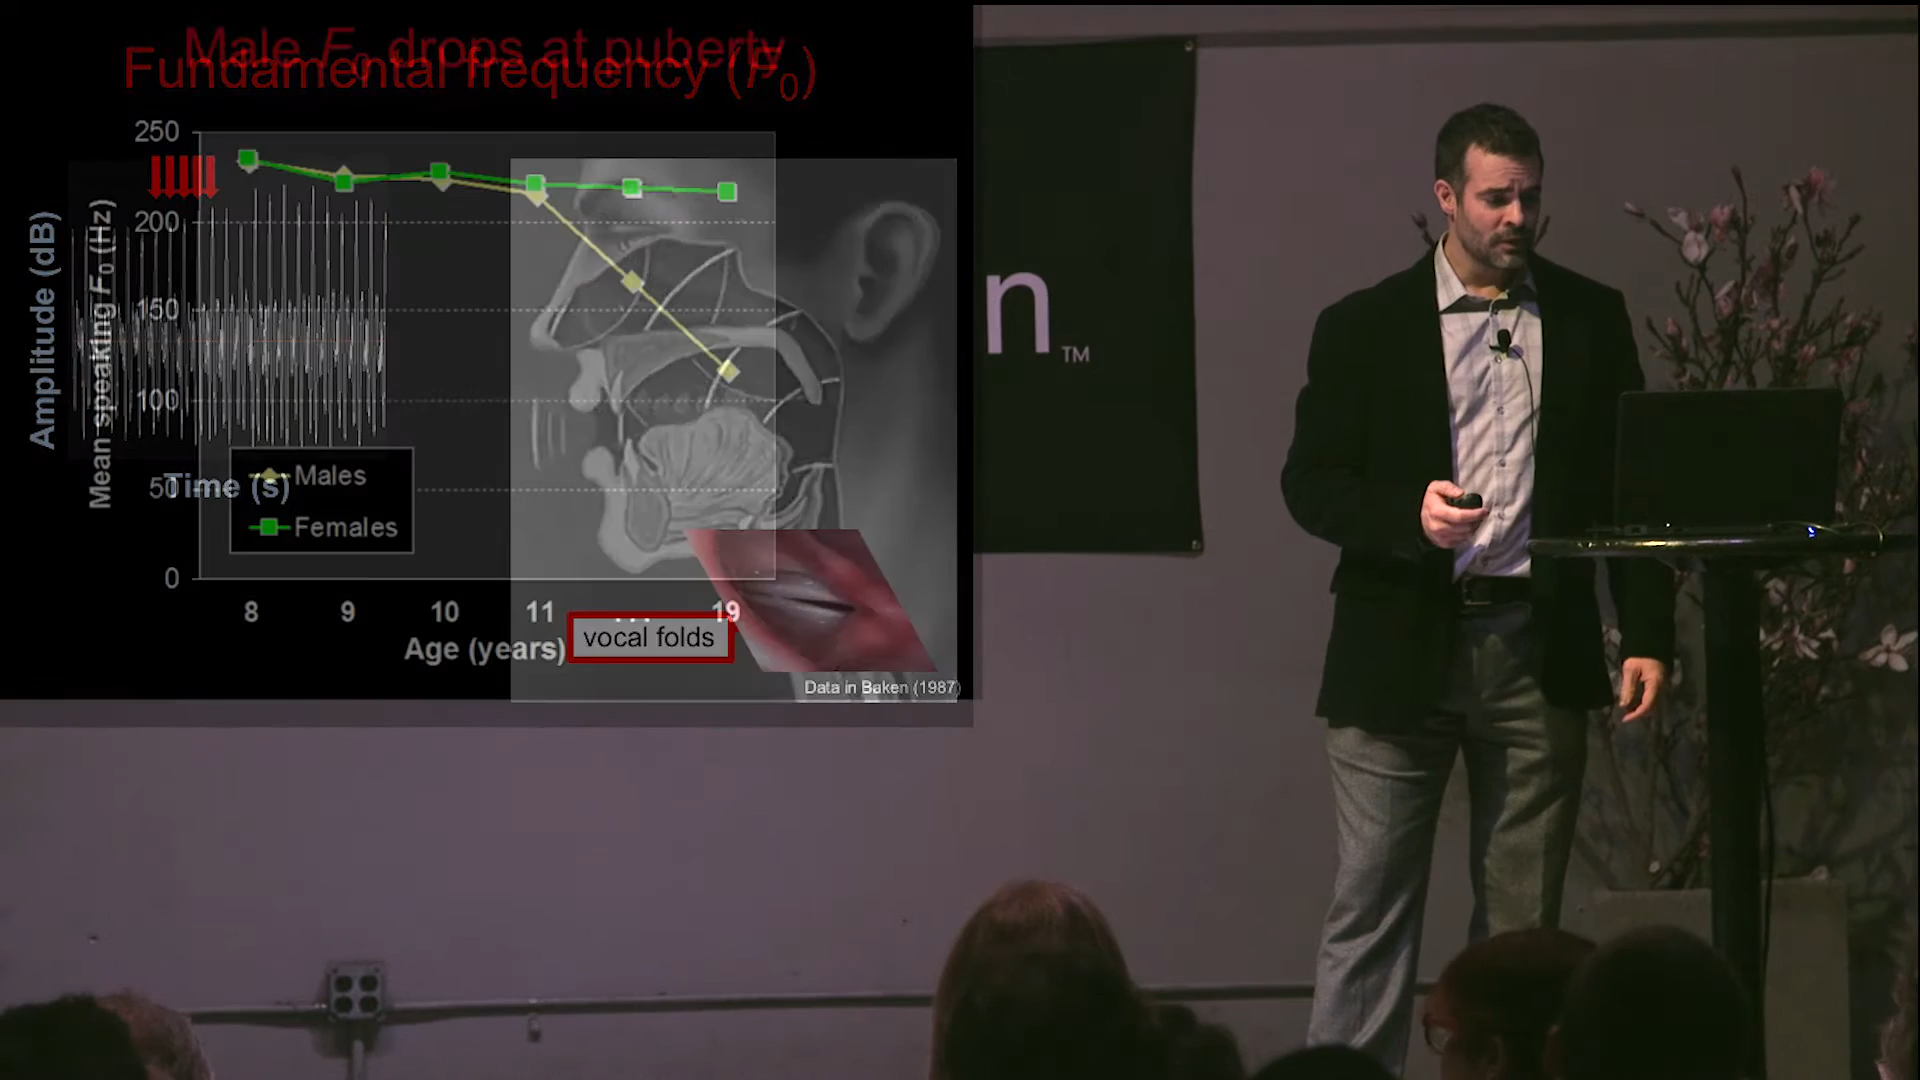 Male F0 drops at puberty
Fundamental frequency (F0)
250
200
150
100
50
0
Amplitude (dB)
Mean speaking F0 (Hz)
Time (s)
Males
Females
8
9
10
11
19
Age (years)
vocal folds
Data in Baken (1987)
n
TM